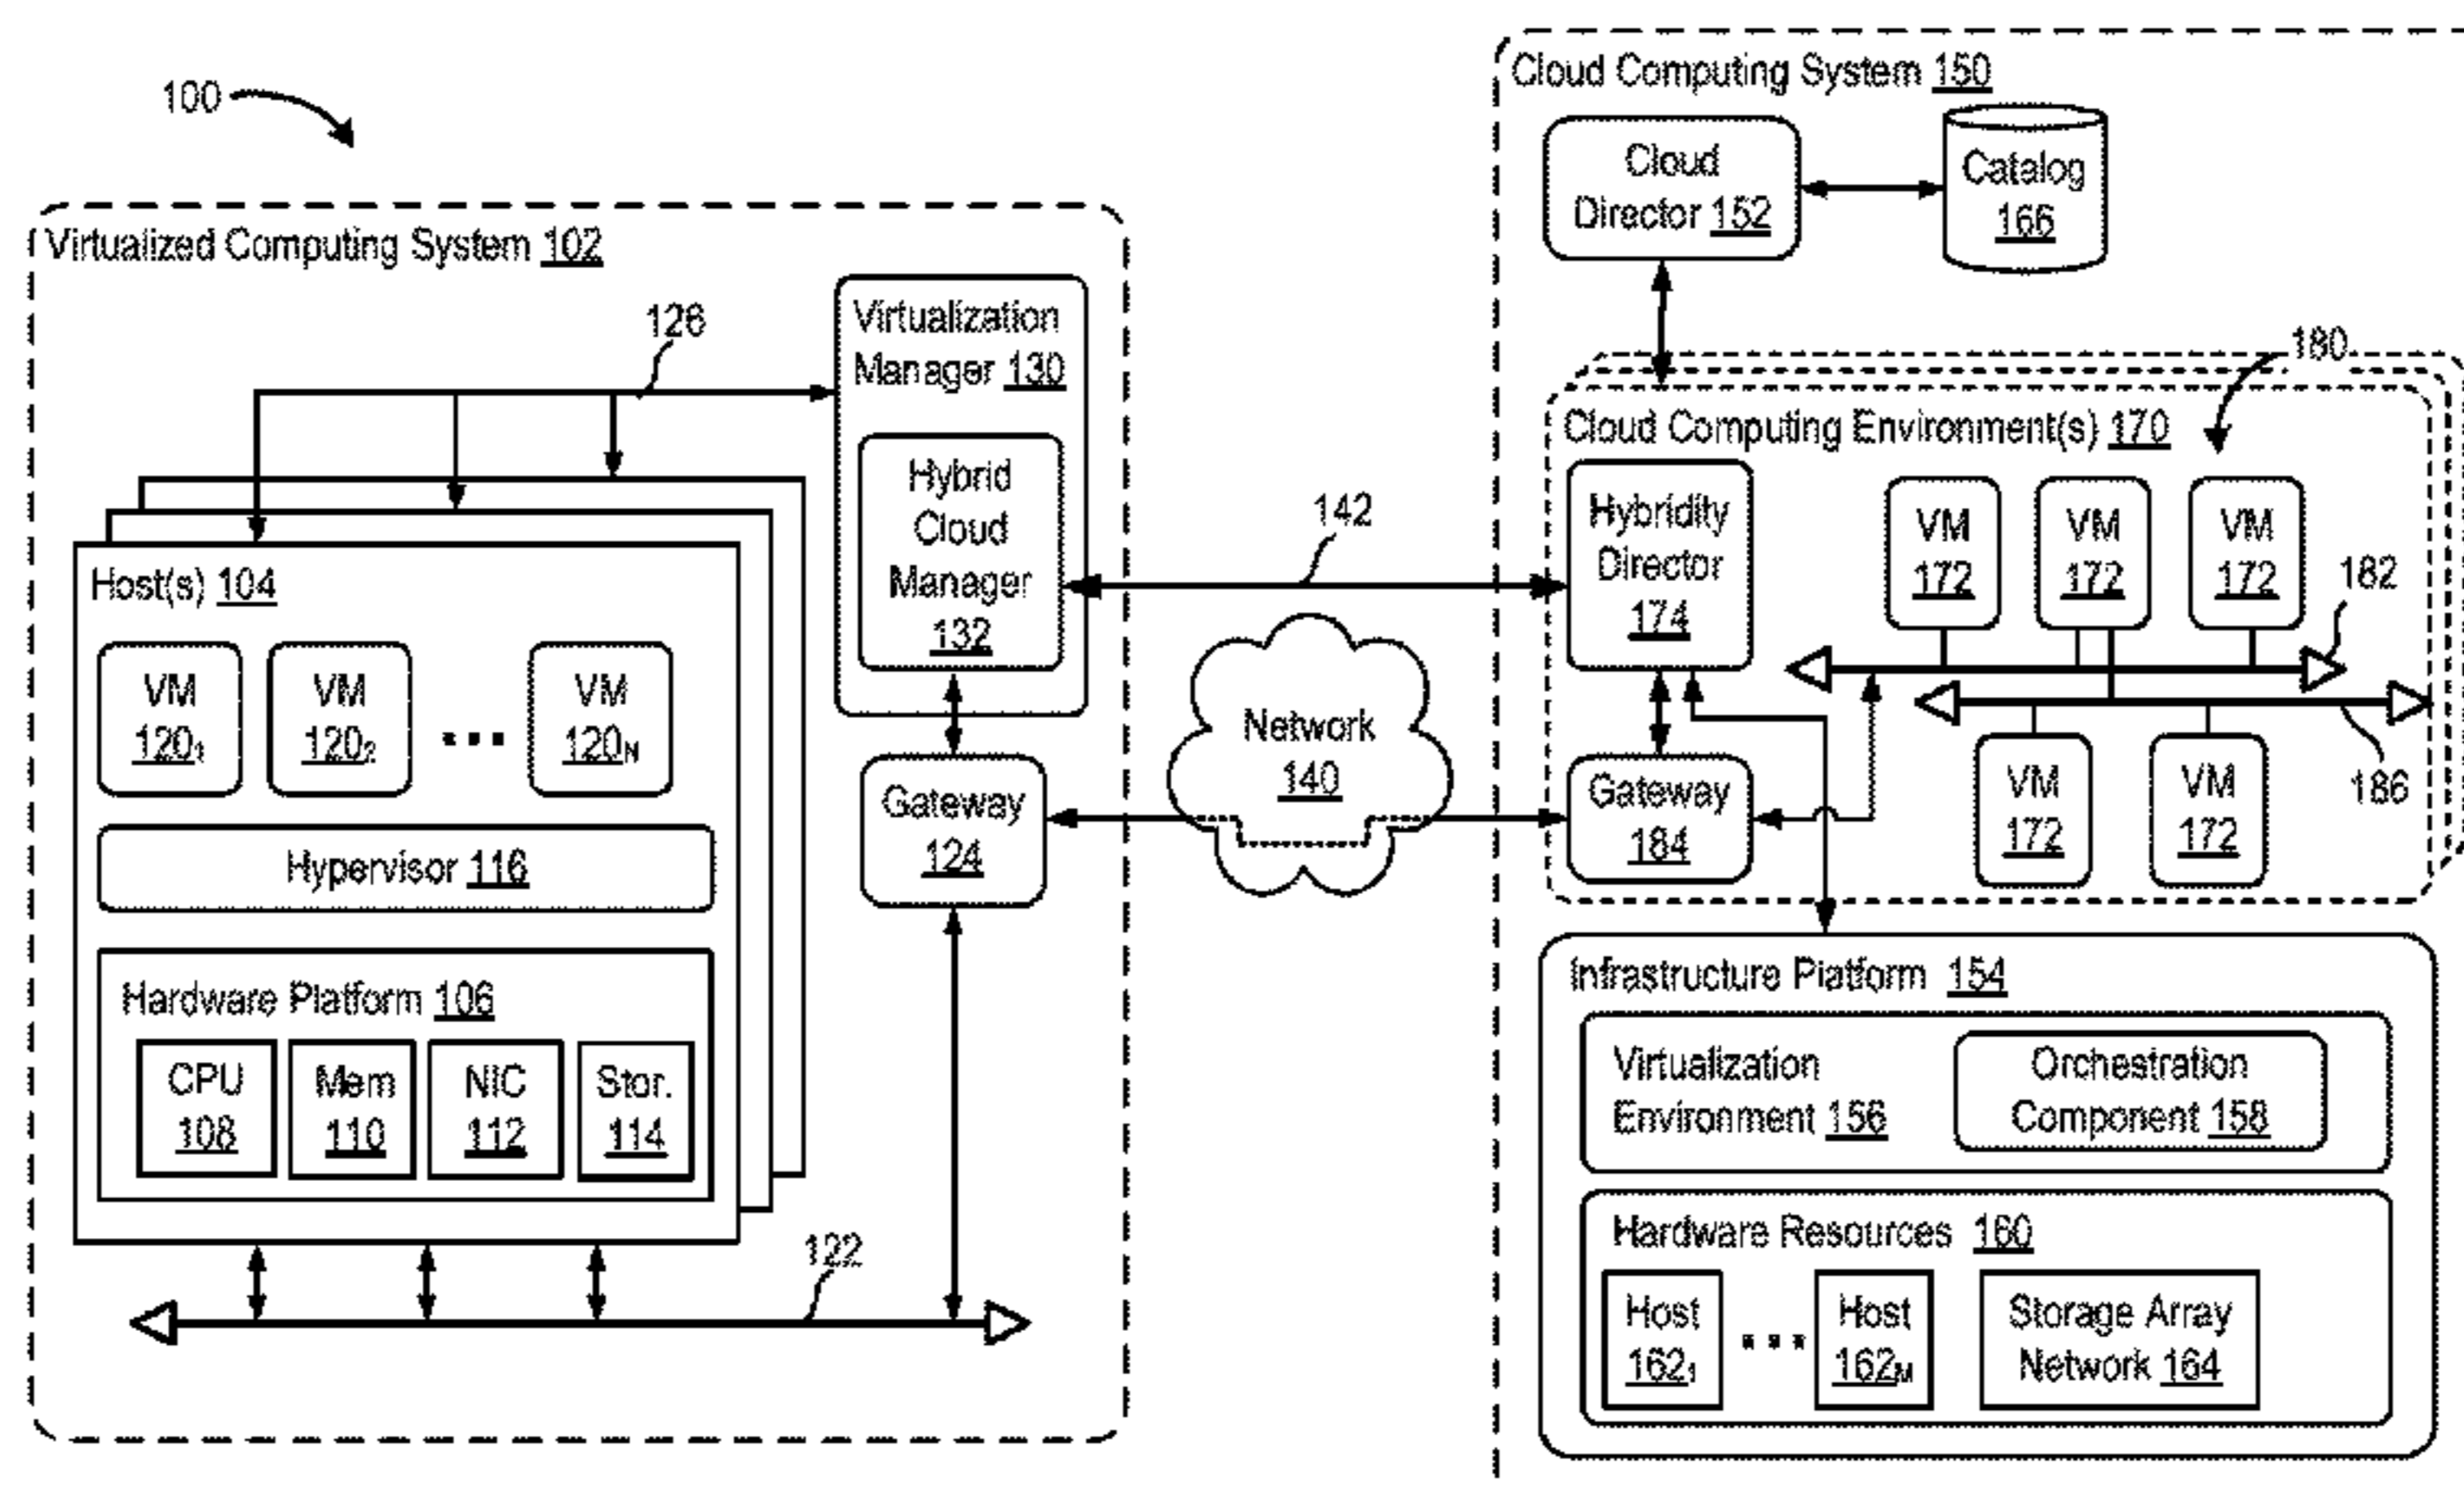 100
Virtualized Computing System 102
126
Virtualization
Manager 130
Hybrid
Cloud
Manager
132
Host(s) 104
VM
120₁
VM
120₂
...
VM
120N
Hypervisor 116
Hardware Platform 106
CPU
108
Mem
110
NIC
112
Stor.
114
Gateway
124
122
142
Network
140
Cloud Computing System 150
Cloud
Director 152
Catalog
166
180
Cloud Computing Environment(s) 170
Hybridity
Director
174
VM
172
VM
172
VM
172
182
Gateway
184
VM
172
VM
172
186
Infrastructure Platform 154
Virtualization
Environment 156
Orchestration
Component 158
Hardware Resources 160
Host
162₁
...
Host
162M
Storage Array
Network 164